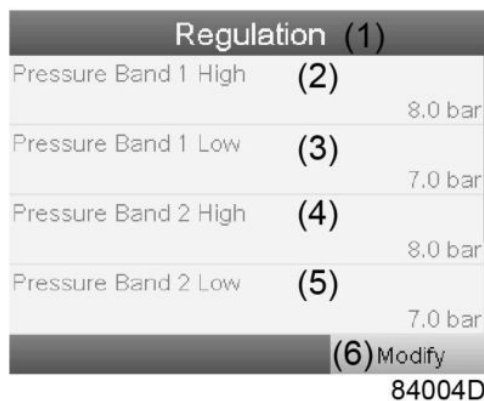 Regulation (1)
Pressure Band 1 High (2)
8.0 bar
Pressure Band 1 Low (3)
7.0 bar
Pressure Band 2 High (4)
8.0 bar
Pressure Band 2 Low (5)
7.0 bar
(6) Modify
84004D